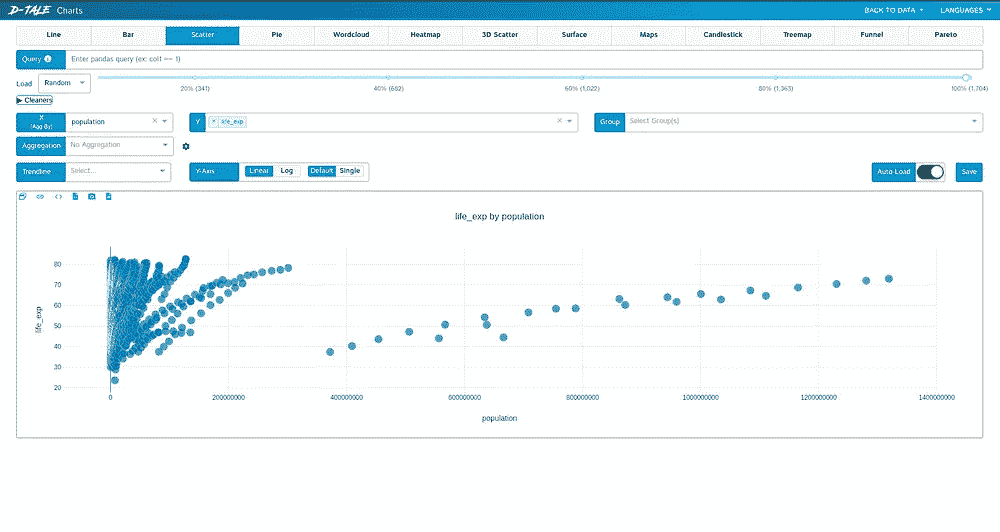 D-TALE Charts BACK TO DATA LANGUAGES
Line Bar Scatter Pie Wordcloud Heatmap 3D Scatter Surface Maps Candlestick Treemap Funnel Pareto
Query Enter pandas query (ex: col1 == 1)
Load Random
20% (341) 40% (682) 60% (1,022) 80% (1,363) 100% (1,704)
▶ Cleaners
X
(Agg By) population × Y × life_exp × Group Select Group(s)
Aggregation No Aggregation
Trendline Select... Y-Axis Linear Log Default Single Auto-Load Save
life_exp by population
80
70
60
50
40
30
20
life_exp
0 200000000 400000000 600000000 800000000 1000000000 1200000000 1400000000
population